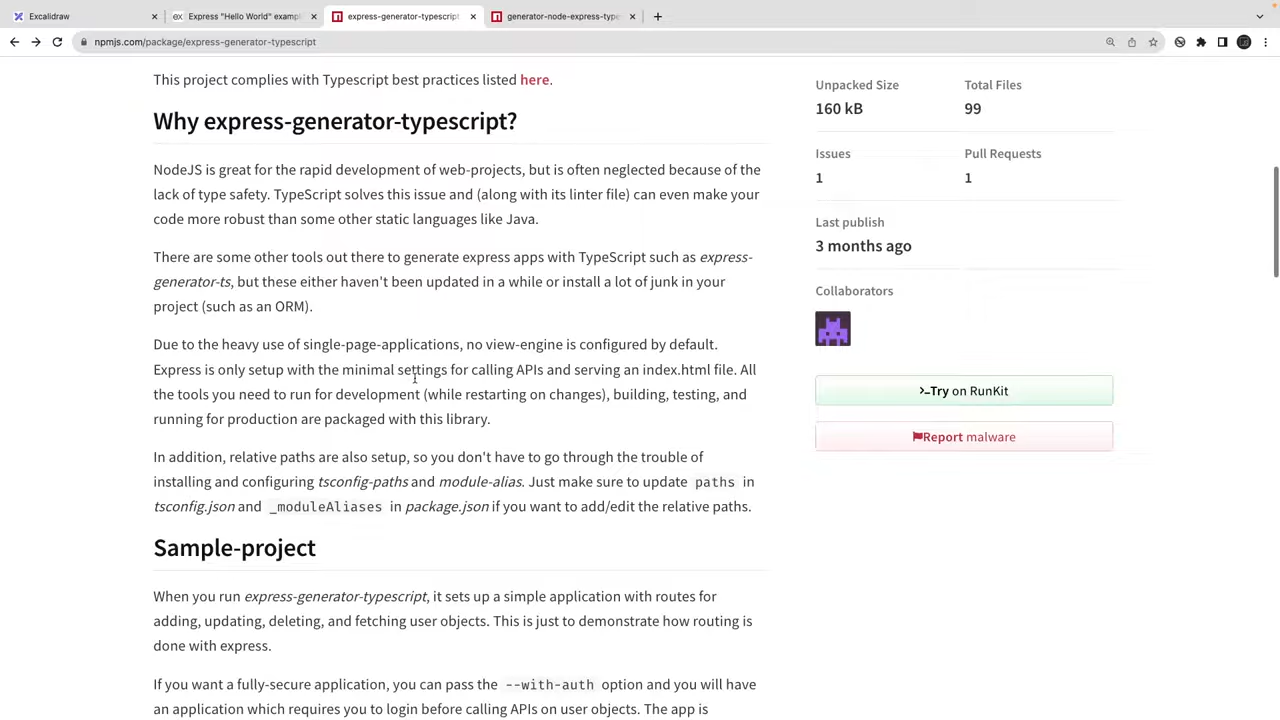 Excalidraw
Express "Hello World" exampl
express-generator-typescript
generator-node-express-type
npmjs.com/package/express-generator-typescript
This project complies with Typescript best practices listed here.
Why express-generator-typescript?
NodeJS is great for the rapid development of web-projects, but is often neglected because of the
lack of type safety. TypeScript solves this issue and (along with its linter file) can even make your
code more robust than some other static languages like Java.
There are some other tools out there to generate express apps with TypeScript such as express-
generator-ts, but these either haven't been updated in a while or install a lot of junk in your
project (such as an ORM).
Due to the heavy use of single-page-applications, no view-engine is configured by default.
Express is only setup with the minimal settings for calling APIs and serving an index.html file. All
the tools you need to run for development (while restarting on changes), building, testing, and
running for production are packaged with this library.
In addition, relative paths are also setup, so you don't have to go through the trouble of
installing and configuring tsconfig-paths and module-alias. Just make sure to update paths in
tsconfig.json and _moduleAliases in package.json if you want to add/edit the relative paths.
Sample-project
When you run express-generator-typescript, it sets up a simple application with routes for
adding, updating, deleting, and fetching user objects. This is just to demonstrate how routing is
done with express.
If you want a fully-secure application, you can pass the --with-auth option and you will have
an application which requires you to login before calling APIs on user objects. The app is
Unpacked Size
Total Files
160 kB
99
Issues
Pull Requests
1
1
Last publish
3 months ago
Collaborators
>-Try on RunKit
Report malware